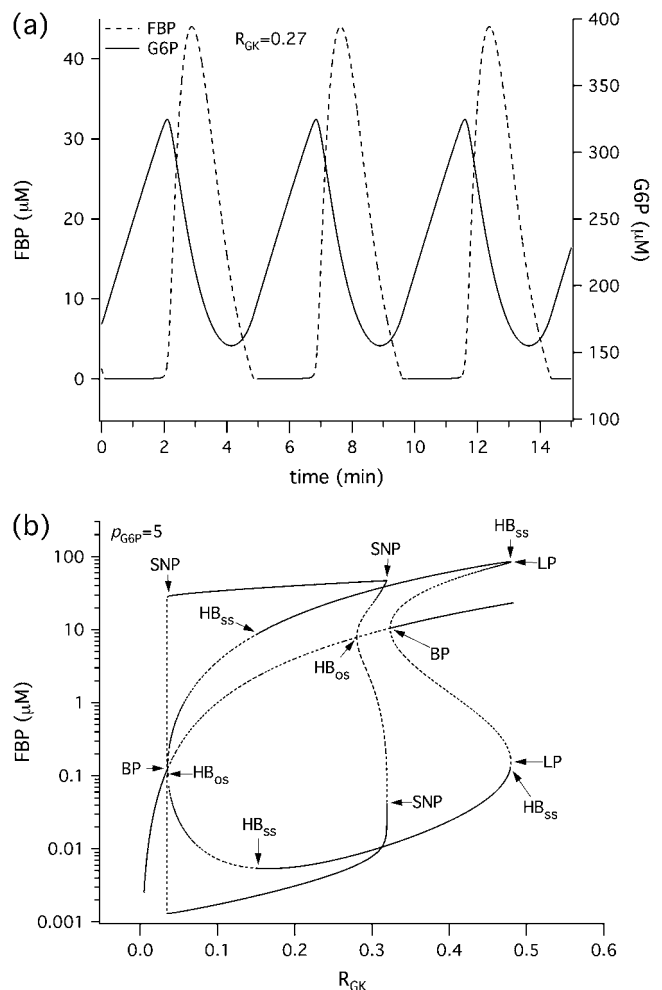 (a)
FBP
G6P
R_GK=0.27
FBP (μM)
40
30
20
10
0
G6P (μM)
400
350
300
250
200
150
100
0
2
4
6
8
10
12
14
time (min)
(b)
p_G6P=5
SNP
HB_ss
SNP
HB_ss
LP
HB_os
BP
BP
HB_os
HB_ss
SNP
LP
HB_ss
FBP (μM)
100
10
1
0.1
0.01
0.001
0.0
0.1
0.2
0.3
0.4
0.5
0.6
R_GK